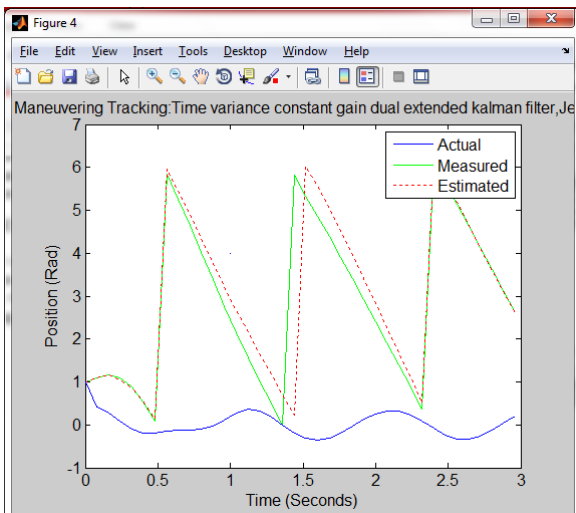 Figure 4
File Edit View Insert Tools Desktop Window Help
Maneuvering Tracking:Time variance constant gain dual extended kalman filter,Je
7
6
5
4
3
2
1
0
-1
Position (Rad)
Actual
Measured
Estimated
0 0.5 1 1.5 2 2.5 3
Time (Seconds)